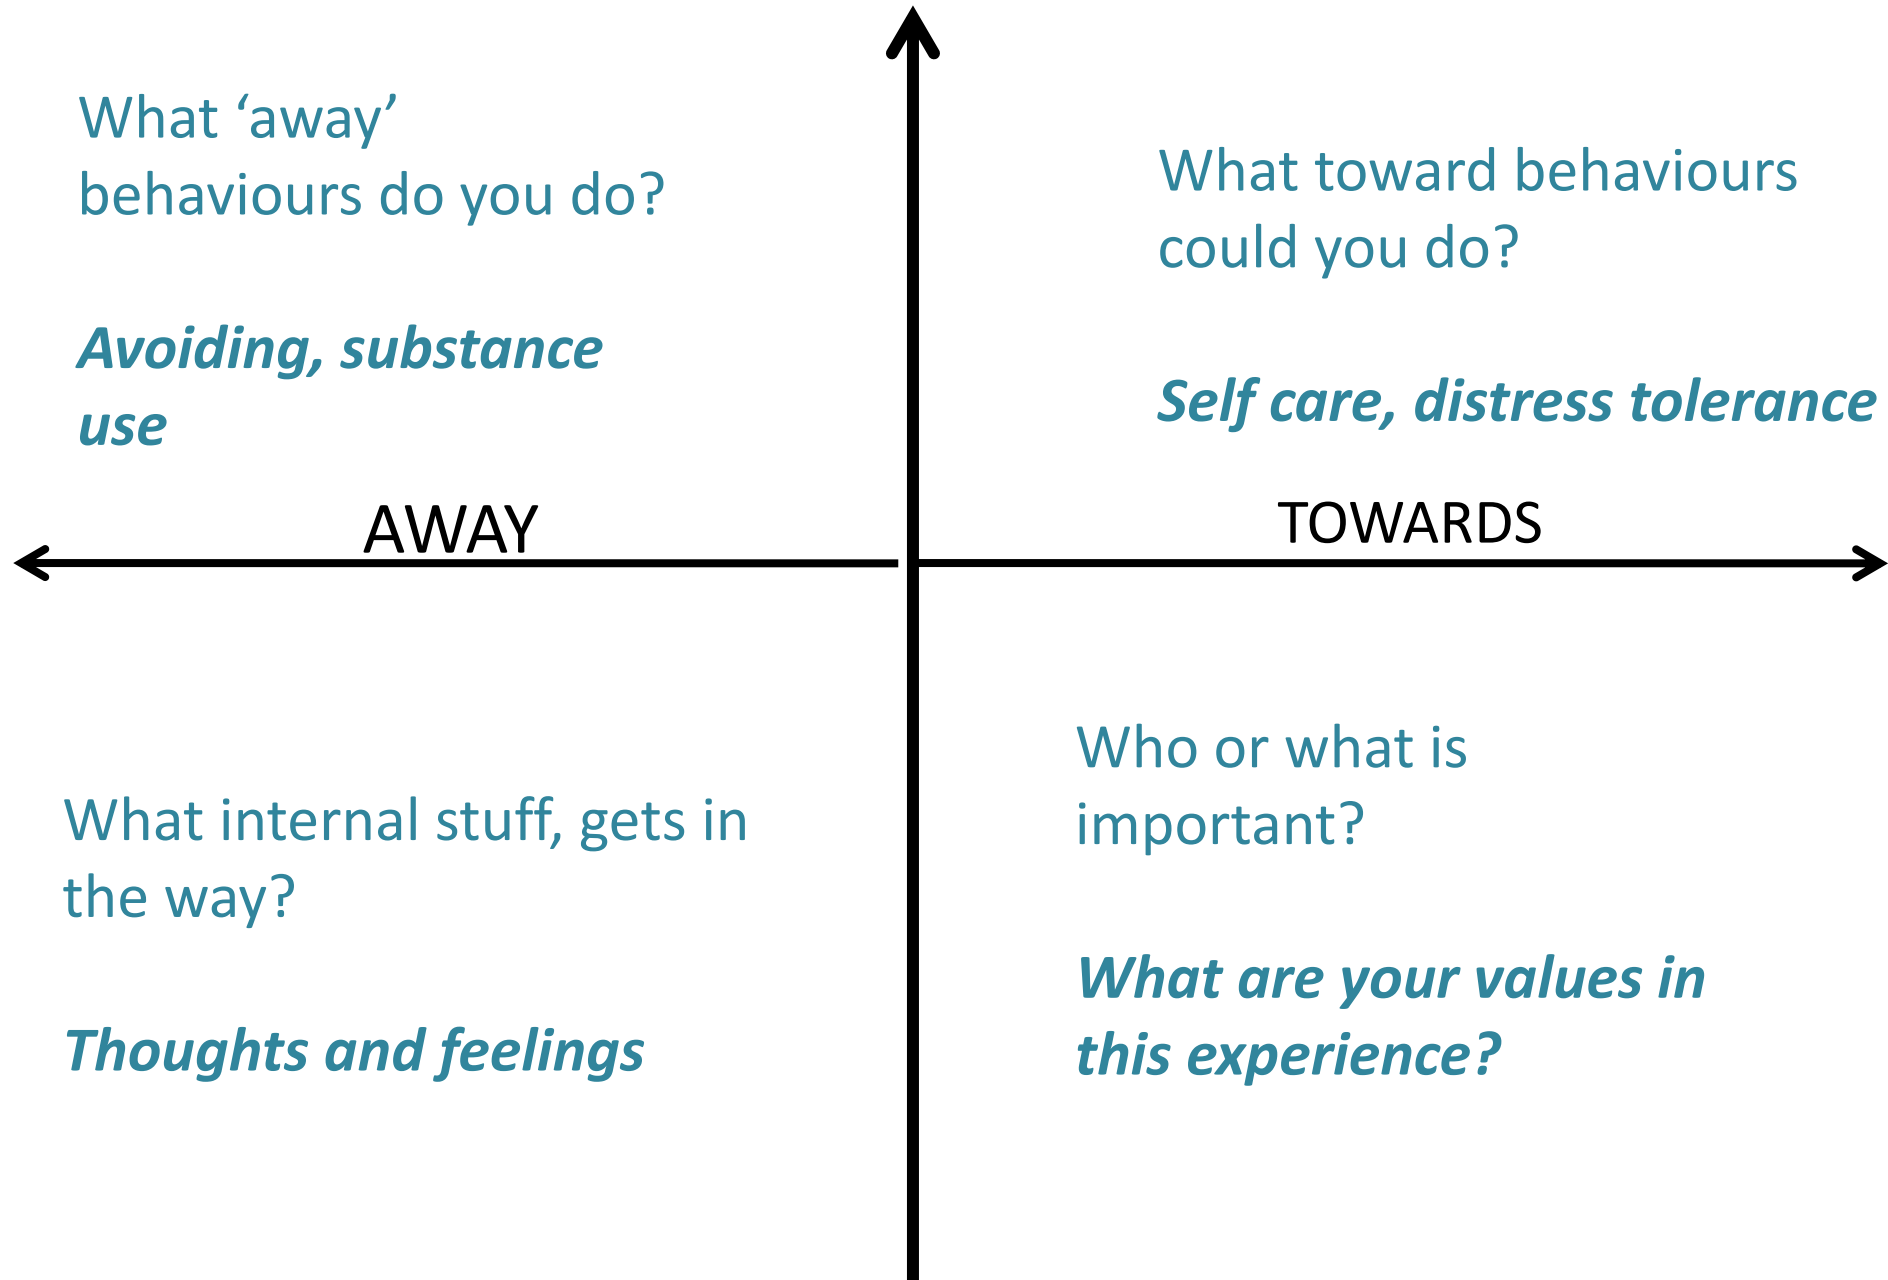 What ‘away’
behaviours do you do?
Avoiding, substance
use
What toward behaviours
could you do?
Self care, distress tolerance
AWAY
TOWARDS
What internal stuff, gets in
the way?
Thoughts and feelings
Who or what is
important?
What are your values in
this experience?